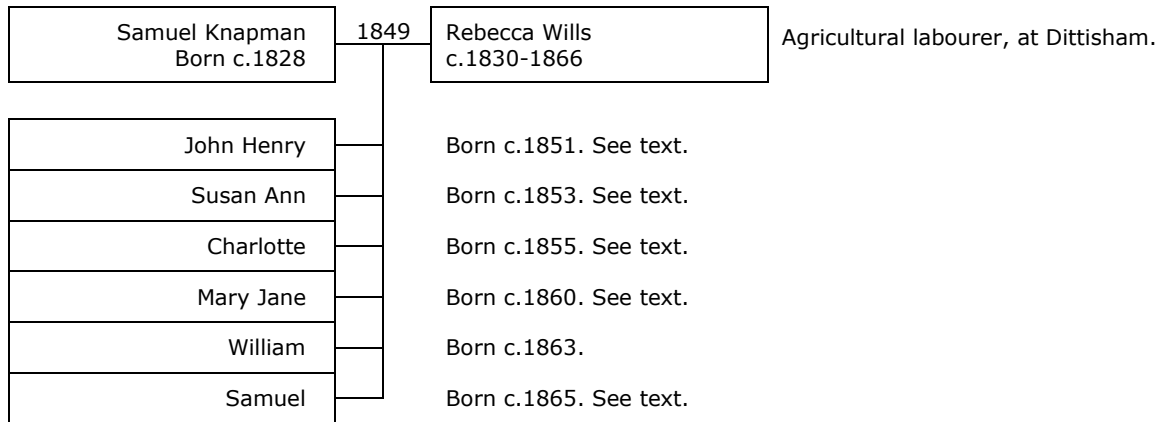 Samuel Knapman
Born c.1828
1849
Rebecca Wills
c.1830-1866
Agricultural labourer, at Dittisham.
John Henry
Born c.1851. See text.
Susan Ann
Born c.1853. See text.
Charlotte
Born c.1855. See text.
Mary Jane
Born c.1860. See text.
William
Born c.1863.
Samuel
Born c.1865. See text.